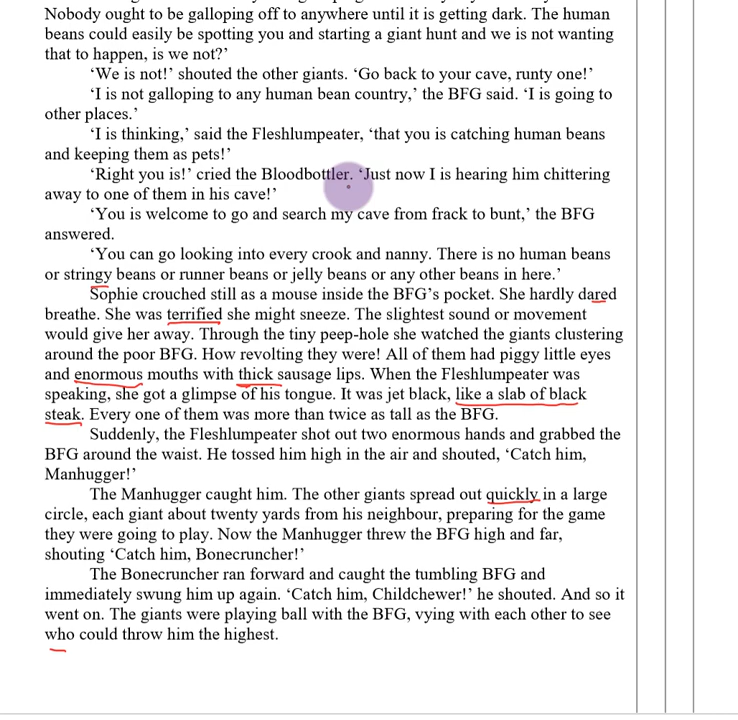 Nobody ought to be galloping off to anywhere until it is getting dark. The human
beans could easily be spotting you and starting a giant hunt and we is not wanting
that to happen, is we not?’
‘We is not!’ shouted the other giants. ‘Go back to your cave, runty one!’
‘I is not galloping to any human bean country,’ the BFG said. ‘I is going to
other places.’
‘I is thinking,’ said the Fleshlumpeater, ‘that you is catching human beans
and keeping them as pets!’
‘Right you is!’ cried the Bloodbottler. ‘Just now I is hearing him chittering
away to one of them in his cave!’
‘You is welcome to go and search my cave from frack to bunt,’ the BFG
answered.
‘You can go looking into every crook and nanny. There is no human beans
or stringy beans or runner beans or jelly beans or any other beans in here.’
Sophie crouched still as a mouse inside the BFG’s pocket. She hardly dared
breathe. She was terrified she might sneeze. The slightest sound or movement
would give her away. Through the tiny peep-hole she watched the giants clustering
around the poor BFG. How revolting they were! All of them had piggy little eyes
and enormous mouths with thick sausage lips. When the Fleshlumpeater was
speaking, she got a glimpse of his tongue. It was jet black, like a slab of black
steak. Every one of them was more than twice as tall as the BFG.
Suddenly, the Fleshlumpeater shot out two enormous hands and grabbed the
BFG around the waist. He tossed him high in the air and shouted, ‘Catch him,
Manhugger!’
The Manhugger caught him. The other giants spread out quickly in a large
circle, each giant about twenty yards from his neighbour, preparing for the game
they were going to play. Now the Manhugger threw the BFG high and far,
shouting ‘Catch him, Bonecruncher!’
The Bonecruncher ran forward and caught the tumbling BFG and
immediately swung him up again. ‘Catch him, Childchewer!’ he shouted. And so it
went on. The giants were playing ball with the BFG, vying with each other to see
who could throw him the highest.